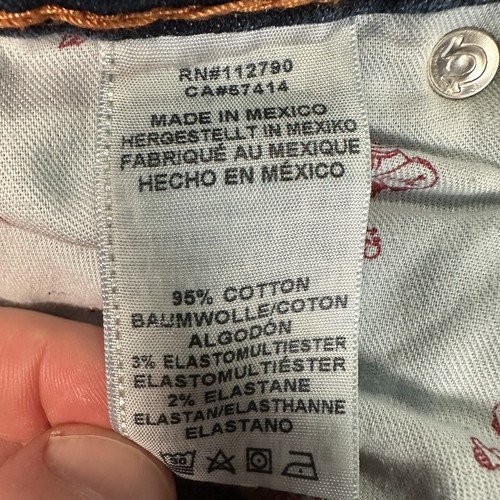 RN#112790
CA#57414
MADE IN MEXICO
HERGESTELLT IN MEXIKO
FABRIQUÉ AU MEXIQUE
HECHO EN MÉXICO
95% COTTON
BAUMWOLLE/COTON
ALGODÓN
3% ELASTOMULTIESTER
ELASTOMULTIÉSTER
2% ELASTANE
ELASTAN/ELASTHANNE
ELASTANO
30